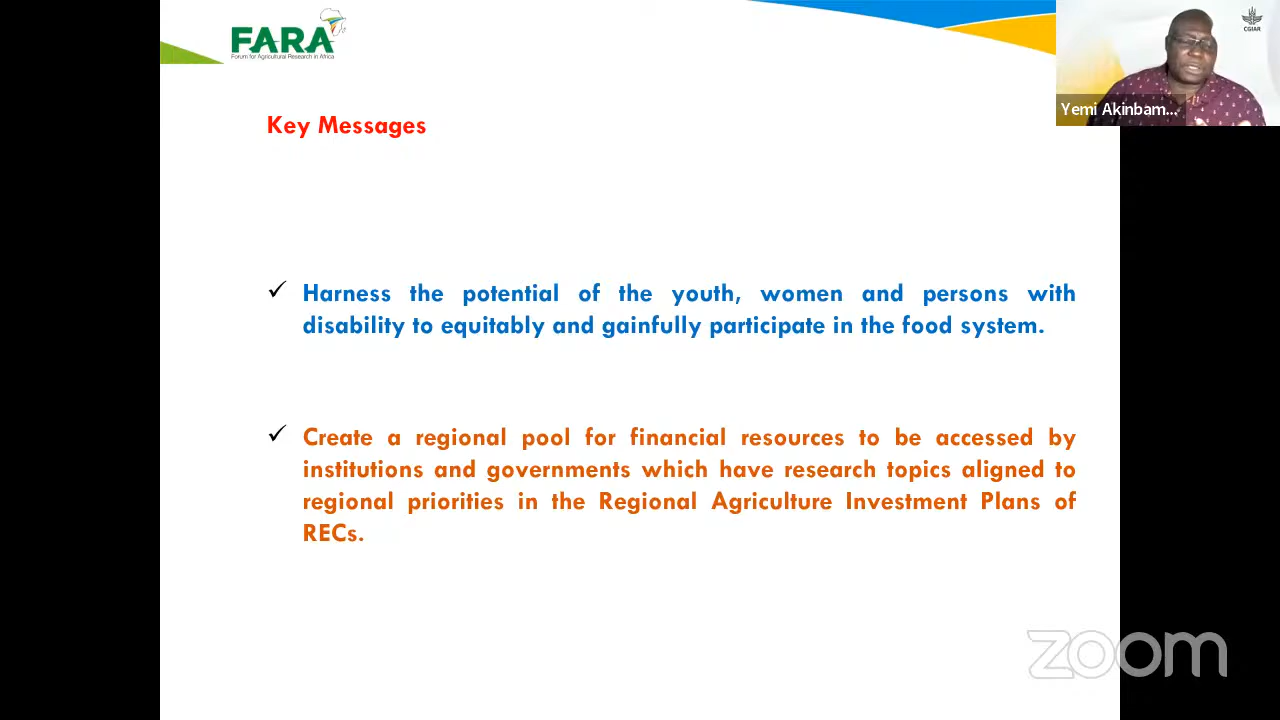 FARA
Forum for Agricultural Research in Africa
CGIAR
Yemi Akinbam...
Key Messages
✓ Harness the potential of the youth, women and persons with
disability to equitably and gainfully participate in the food system.
✓ Create a regional pool for financial resources to be accessed by
institutions and governments which have research topics aligned to
regional priorities in the Regional Agriculture Investment Plans of
RECs.
zoom